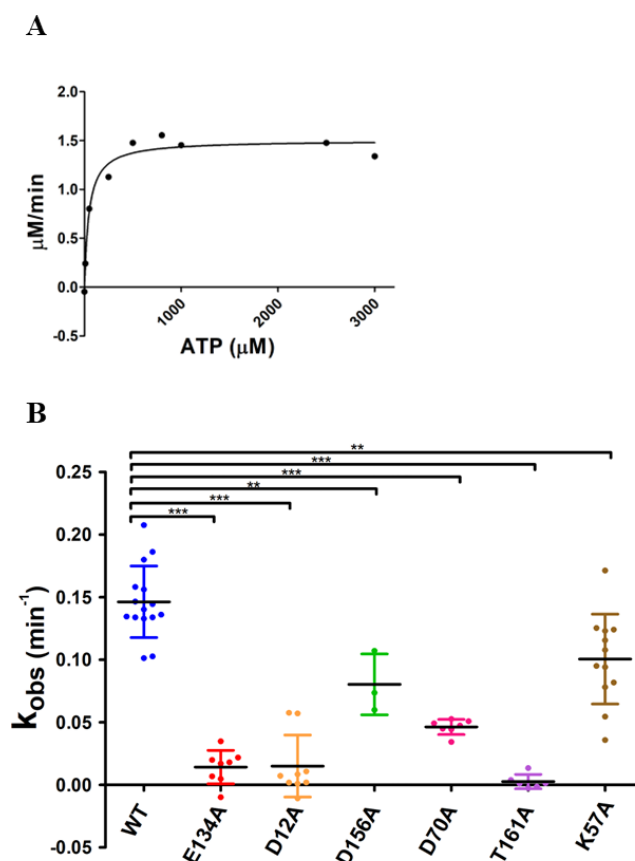 A
2.0
1.5
1.0
0.5
0.0
-0.5
μM/min
1000
2000
3000
ATP (μM)
B
**
***
***
**
***
***
0.25
0.20
0.15
0.10
0.05
0.00
-0.05
kobs (min-1)
WT
E134A
D12A
D156A
D70A
T161A
K57A